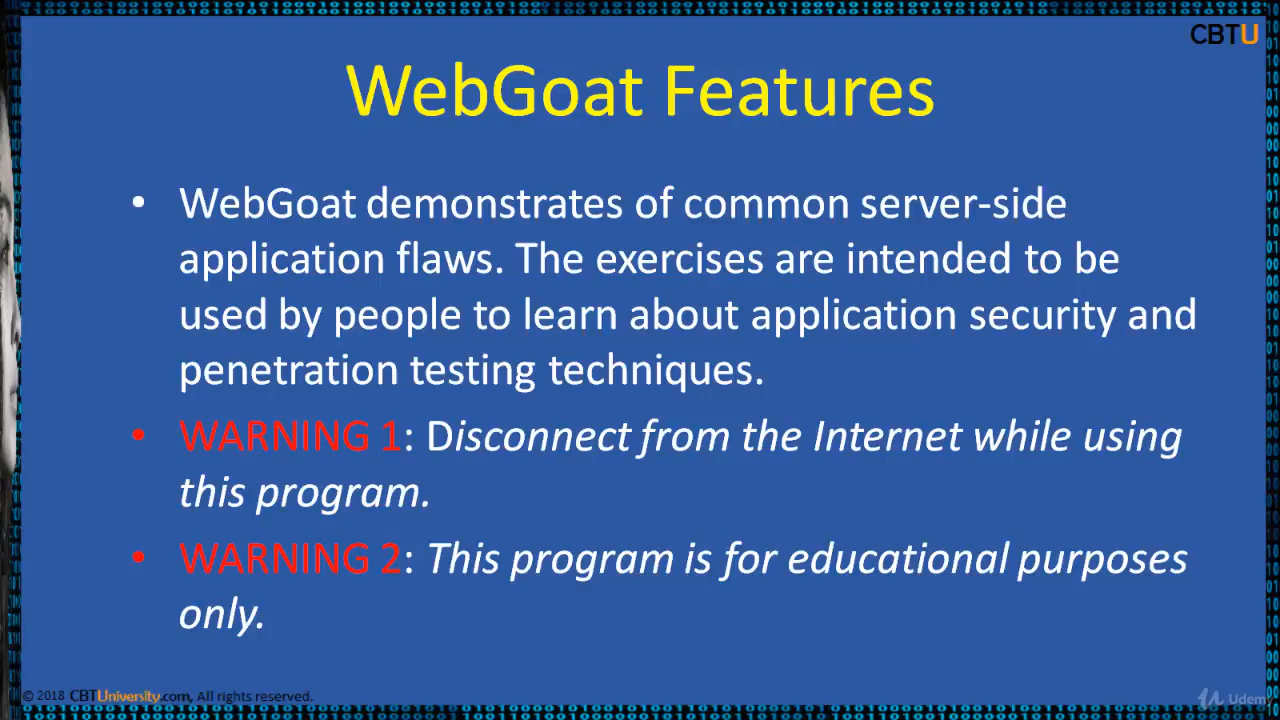 CBTU
WebGoat Features
• WebGoat demonstrates of common server-side
application flaws. The exercises are intended to be
used by people to learn about application security and
penetration testing techniques.
• WARNING 1: Disconnect from the Internet while using
this program.
• WARNING 2: This program is for educational purposes
only.
© 2018 CBTUniversity.com, All rights reserved.
Udemy